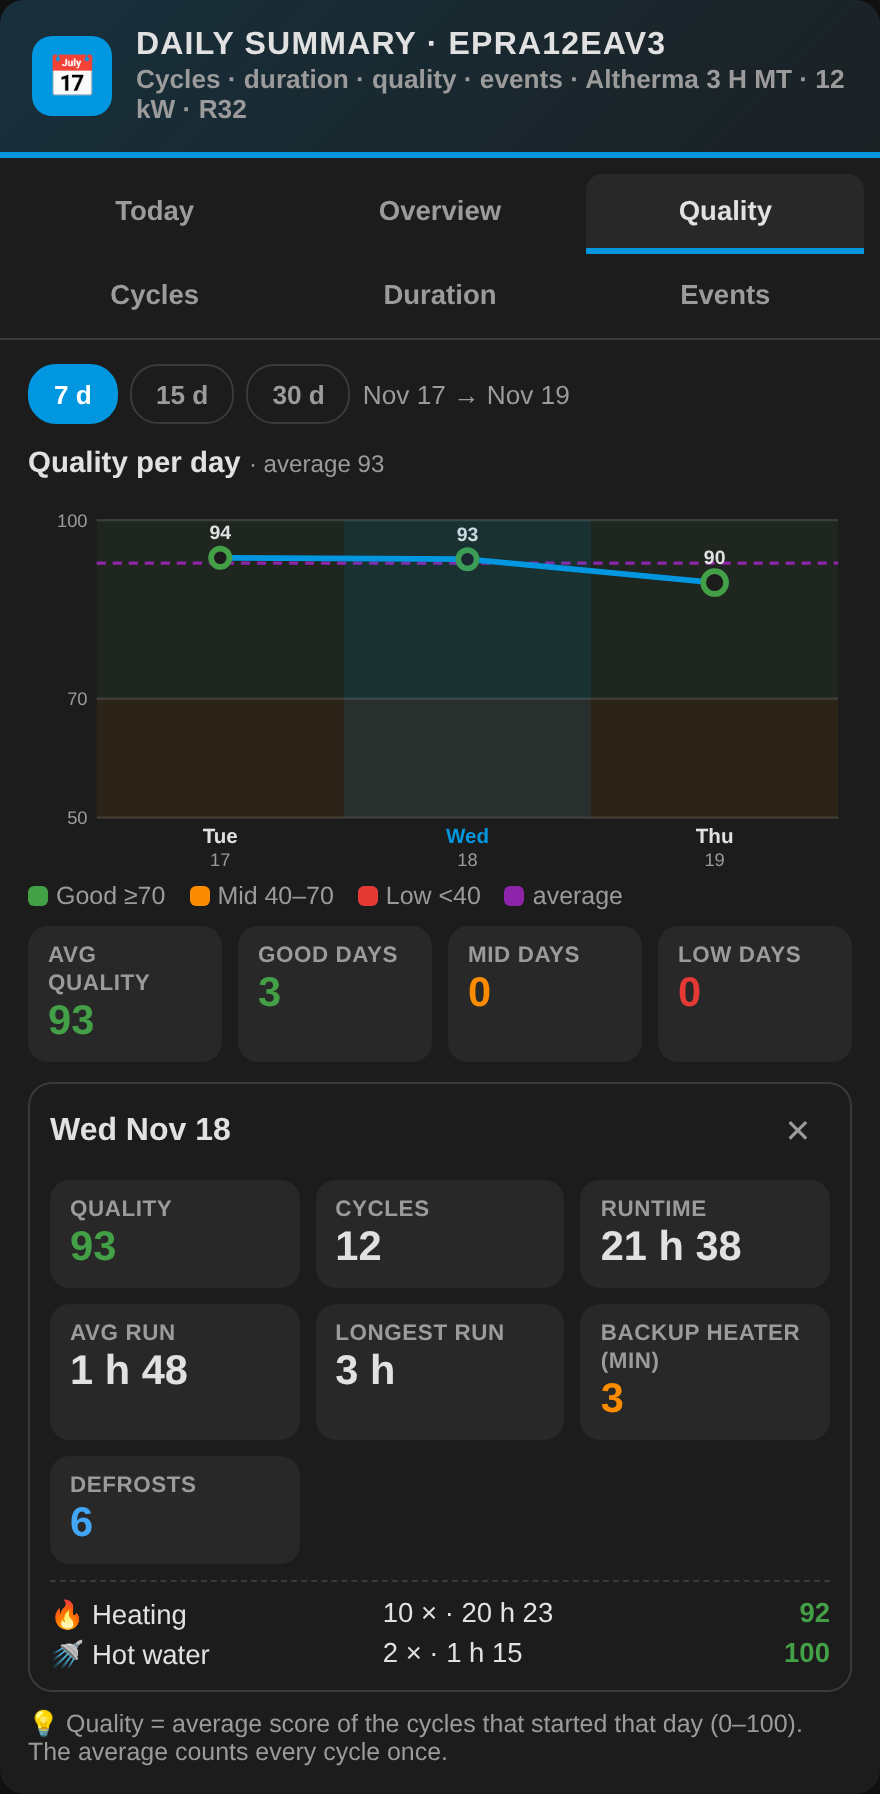 July
17
DAILY SUMMARY · EPRA12EAV3
Cycles · duration · quality · events · Altherma 3 H MT · 12
kW · R32
Today
Overview
Quality
Cycles
Duration
Events
7 d
15 d
30 d
Nov 17 → Nov 19
Quality per day · average 93
100
94
93
90
70
50
Tue
Wed
Thu
17
18
19
Good ≥70
Mid 40–70
Low <40
average
AVG
QUALITY
93
GOOD DAYS
3
MID DAYS
0
LOW DAYS
0
Wed Nov 18
✕
QUALITY
93
CYCLES
12
RUNTIME
21 h 38
AVG RUN
1 h 48
LONGEST RUN
3 h
BACKUP HEATER
(MIN)
3
DEFROSTS
6
🔥 Heating 10 × · 20 h 23 92
🚿 Hot water 2 × · 1 h 15 100
💡 Quality = average score of the cycles that started that day (0–100).
The average counts every cycle once.